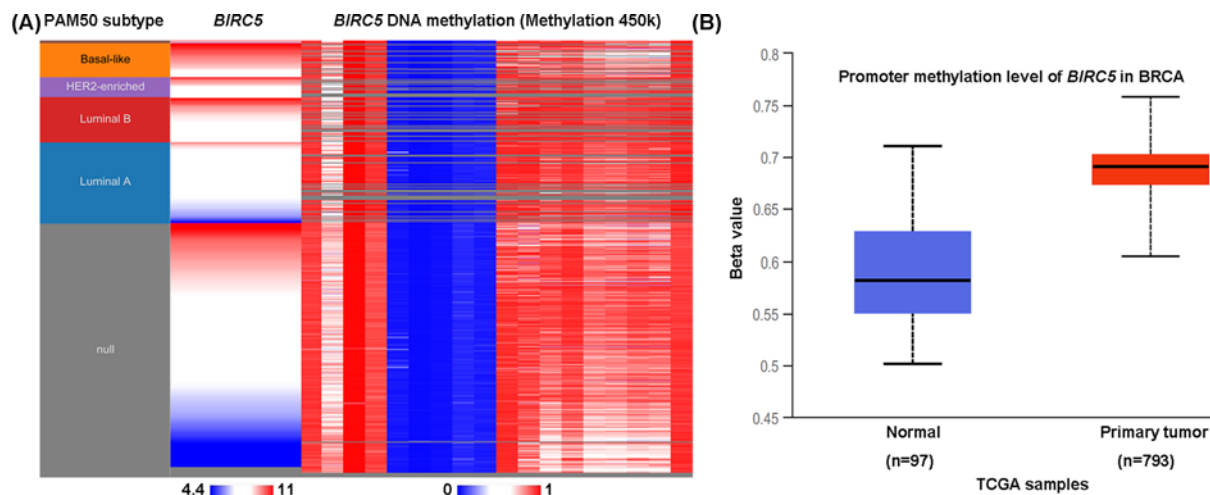 (A) PAM50 subtype BIRC5 BIRC5 DNA methylation (Methylation 450k)
Basal-like
HER2-enriched
Luminal B
Luminal A
null
4.4 11 0 1
(B)
Promoter methylation level of BIRC5 in BRCA
Beta value
0.8
0.75
0.7
0.65
0.6
0.55
0.5
0.45
Normal Primary tumor
(n=97) (n=793)
TCGA samples